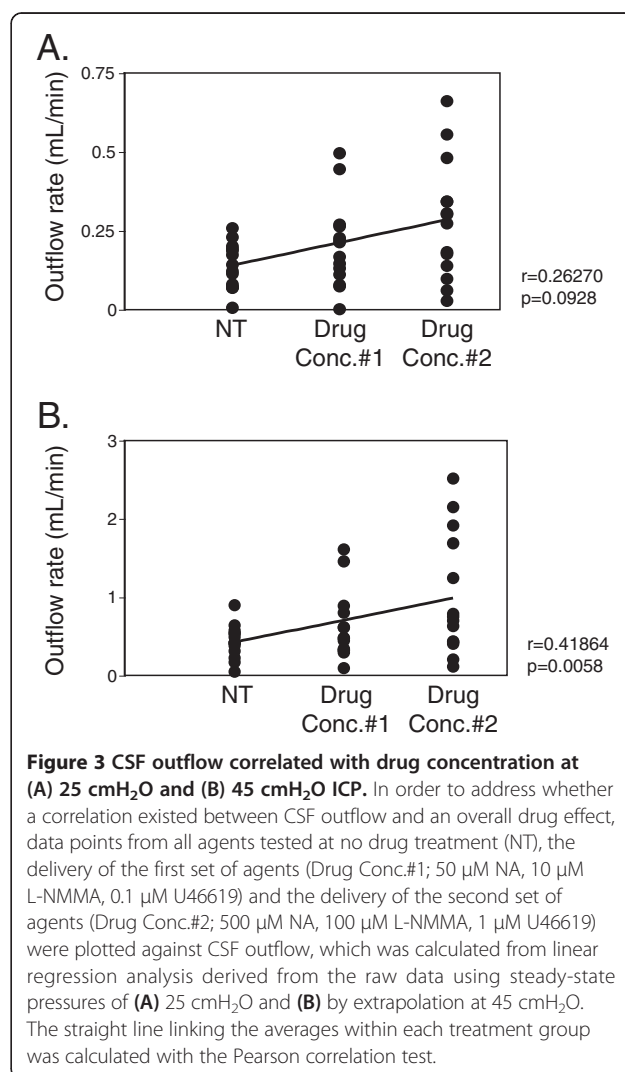 A.
Outflow rate (mL/min)
0.75
0.5
0.25
0
NT
Drug Conc.#1
Drug Conc.#2
r=0.26270
p=0.0928
B.
Outflow rate (mL/min)
3
2
1
0
NT
Drug Conc.#1
Drug Conc.#2
r=0.41864
p=0.0058
Figure 3 CSF outflow correlated with drug concentration at
(A) 25 cmH₂O and (B) 45 cmH₂O ICP. In order to address whether
a correlation existed between CSF outflow and an overall drug effect,
data points from all agents tested at no drug treatment (NT), the
delivery of the first set of agents (Drug Conc.#1; 50 μM NA, 10 μM
L-NMMA, 0.1 μM U46619) and the delivery of the second set of
agents (Drug Conc.#2; 500 μM NA, 100 μM L-NMMA, 1 μM U46619)
were plotted against CSF outflow, which was calculated from linear
regression analysis derived from the raw data using steady-state
pressures of (A) 25 cmH₂O and (B) by extrapolation at 45 cmH₂O.
The straight line linking the averages within each treatment group
was calculated with the Pearson correlation test.